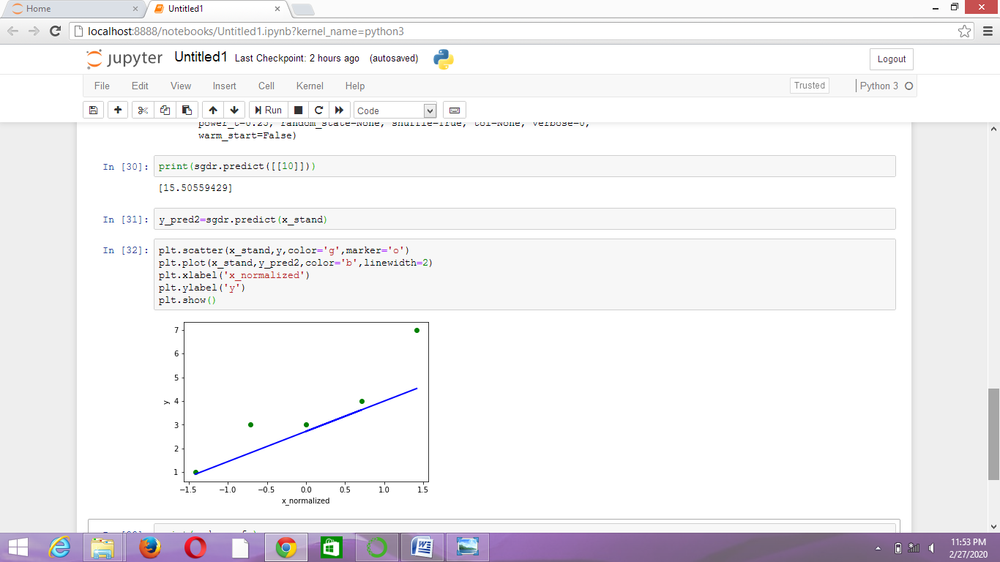 Home
Untitled1
localhost:8888/notebooks/Untitled1.ipynb?kernel_name=python3
jupyter Untitled1 Last Checkpoint: 2 hours ago (autosaved)
Logout
File Edit View Insert Cell Kernel Help
Trusted
Python 3
Run
Code
power_t=0.25, random_state=None, shuffle=True, tol=None, verbose=0,
warm_start=False)
In [30]: print(sgdr.predict([[10]]))
[15.50559429]
In [31]: y_pred2=sgdr.predict(x_stand)
In [32]: plt.scatter(x_stand,y,color='g',marker='o')
plt.plot(x_stand,y_pred2,color='b',linewidth=2)
plt.xlabel('x_normalized')
plt.ylabel('y')
plt.show()
7
6
5
y
4
3
2
1
−1.5 −1.0 −0.5 0.0 0.5 1.0 1.5
x_normalized
11:53 PM
2/27/2020